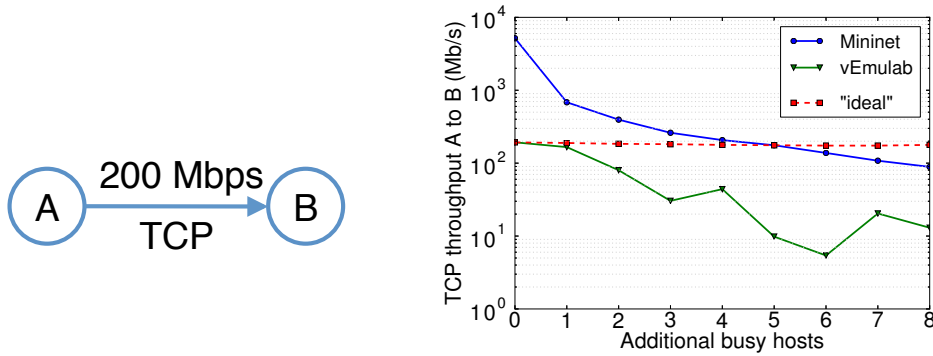 A
200 Mbps
TCP
B
TCP throughput A to B (Mb/s)
10^4
10^3
10^2
10^1
10^0
0 1 2 3 4 5 6 7 8
Additional busy hosts
Mininet
vEmulab
"ideal"